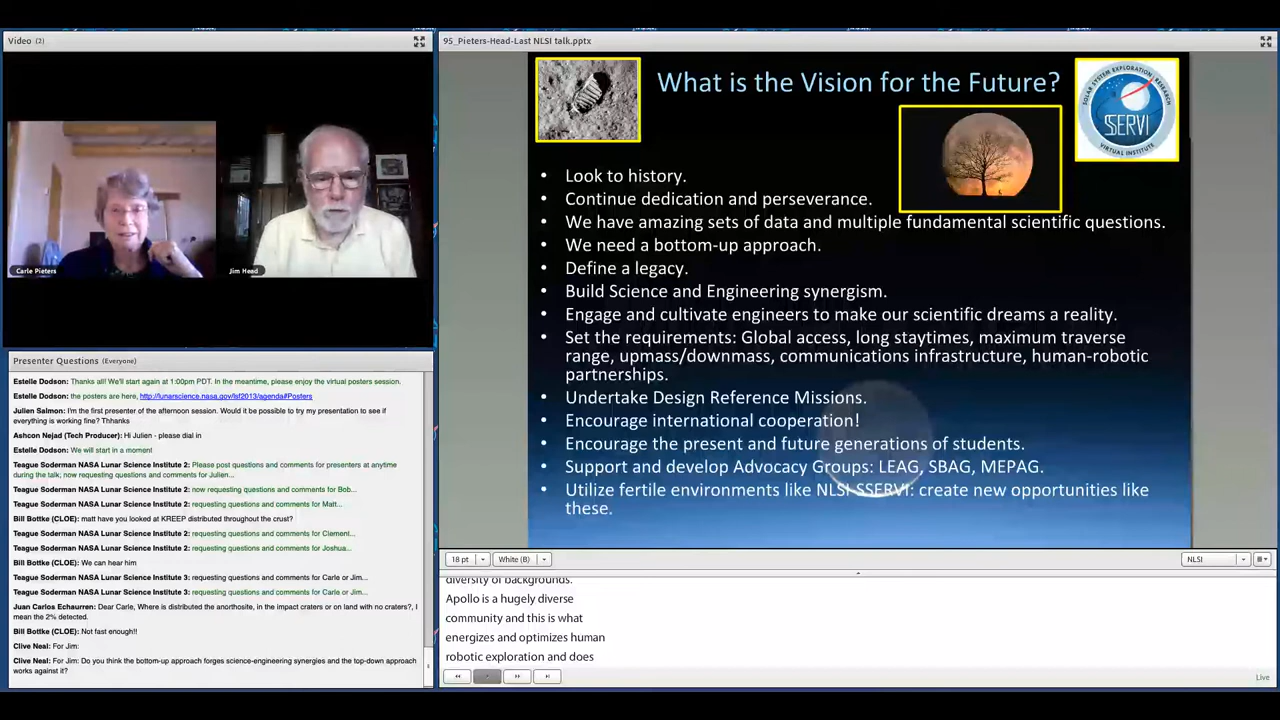 Video (2)
Carle Pieters
Jim Head
Presenter Questions (Everyone)
Estelle Dodson: Thanks all! We'll start again at 1:00pm PDT. In the meantime, please enjoy the virtual posters session.
Estelle Dodson: the posters are here, http://lunarscience.nasa.gov/lsf2013/agenda#Posters
Julien Salmon: I'm the first presenter of the afternoon session. Would it be possible to try my presentation to see if
everything is working fine? Thhanks
Ashcon Nejad (Tech Producer): Hi Julien - please dial in
Estelle Dodson: We will start in a moment
Teague Soderman NASA Lunar Science Institute 2: Please post questions and comments for presenters at anytime
during the talk; now requesting questions and comments for Julien...
Teague Soderman NASA Lunar Science Institute 2: now requesting questions and comments for Bob...
Teague Soderman NASA Lunar Science Institute 2: requesting questions and comments for Matt...
Bill Bottke (CLOE): matt have you looked at KREEP distributed throughout the crust?
Teague Soderman NASA Lunar Science Institute 2: requesting questions and comments for Clement...
Teague Soderman NASA Lunar Science Institute 2: requesting questions and comments for Joshua...
Bill Bottke (CLOE): We can hear him
Teague Soderman NASA Lunar Science Institute 3: requesting questions and comments for Carle or Jim...
Teague Soderman NASA Lunar Science Institute 3: requesting questions and comments for Carle or Jim...
Juan Carlos Echaurren: Dear Carle, Where is distributed the anorthosite, in the impact craters or on land with no craters?, I
mean the 2% detected.
Bill Bottke (CLOE): Not fast enough!!
Clive Neal: For Jim:
Clive Neal: For Jim: Do you think the bottom-up approach forges science-engineering synergies and the top-down approach
works against it?
95_Pieters-Head-Last NLSI talk.pptx
What is the Vision for the Future?
SOLAR SYSTEM EXPLORATION RESEARCH
SSERVI
VIRTUAL INSTITUTE
• Look to history.
• Continue dedication and perseverance.
• We have amazing sets of data and multiple fundamental scientific questions.
• We need a bottom-up approach.
• Define a legacy.
• Build Science and Engineering synergism.
• Engage and cultivate engineers to make our scientific dreams a reality.
• Set the requirements: Global access, long staytimes, maximum traverse
range, upmass/downmass, communications infrastructure, human-robotic
partnerships.
• Undertake Design Reference Missions.
• Encourage international cooperation!
• Encourage the present and future generations of students.
• Support and develop Advocacy Groups: LEAG, SBAG, MEPAG.
• Utilize fertile environments like NLSI-SSERVI: create new opportunities like
these.
18 pt
White (B)
NLSI
diversity of backgrounds.
Apollo is a hugely diverse
community and this is what
energizes and optimizes human
robotic exploration and does
Live